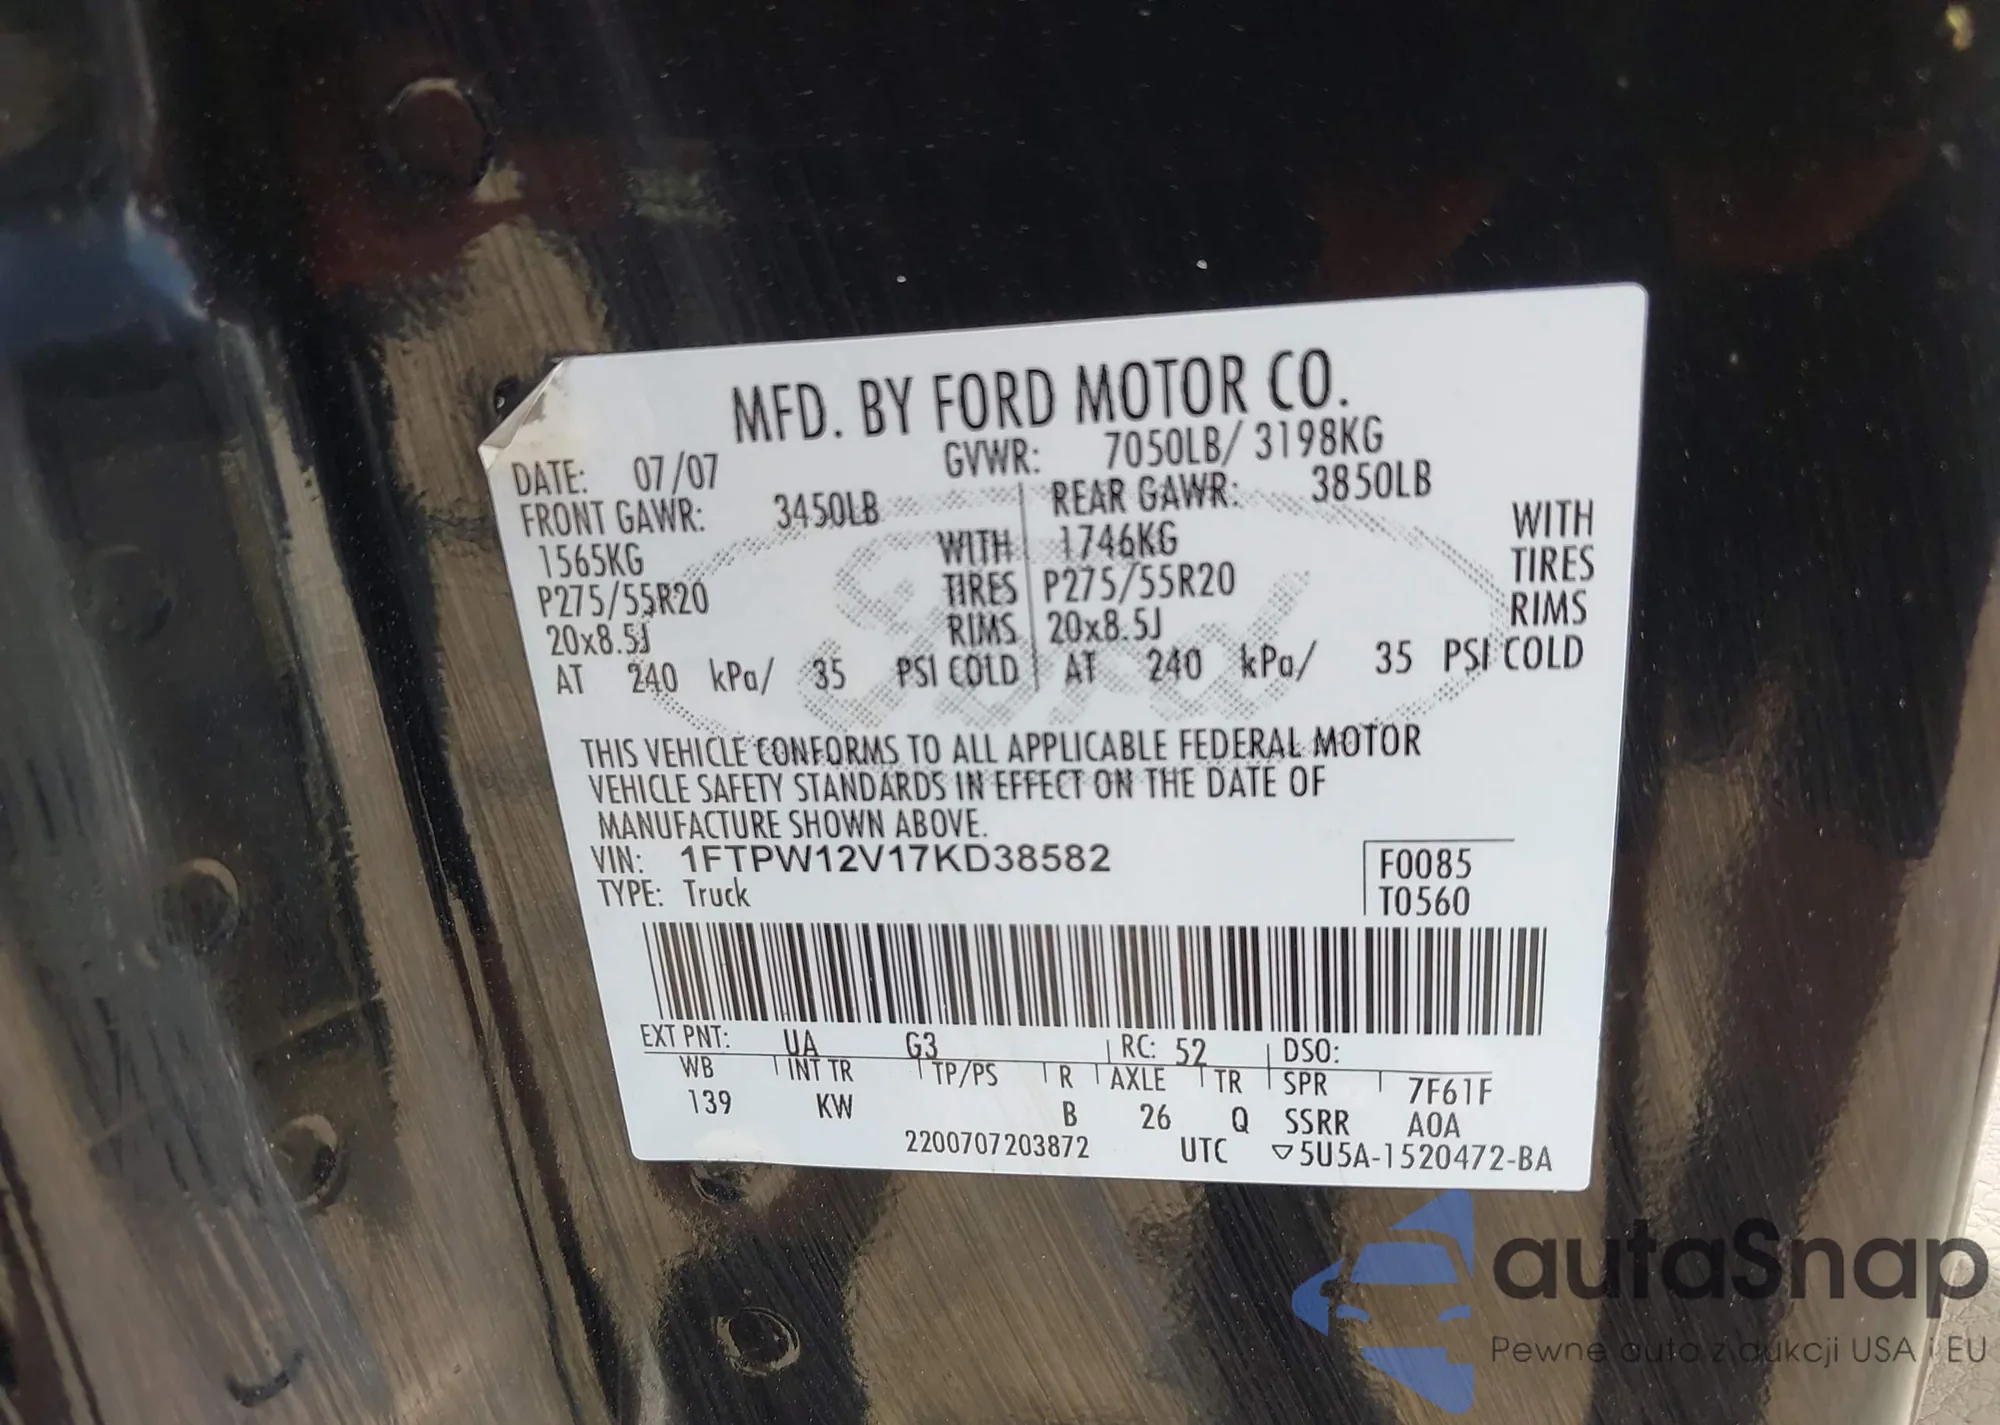 MFD. BY FORD MOTOR CO.
DATE: 07/07 GVWR: 7050LB/ 3198KG
FRONT GAWR: 3450LB REAR GAWR: 3850LB
1565KG WITH 1746KG WITH
P275/55R20 TIRES P275/55R20 TIRES
20x8.5J RIMS 20x8.5J RIMS
AT 240 kPa/ 35 PSI COLD AT 240 kPa/ 35 PSI COLD
Ford
THIS VEHICLE CONFORMS TO ALL APPLICABLE FEDERAL MOTOR
VEHICLE SAFETY STANDARDS IN EFFECT ON THE DATE OF
MANUFACTURE SHOWN ABOVE.
VIN: 1FTPW12V17KD38582 F0085
TYPE: Truck T0560
EXT PNT: UA G3 RC: 52 DSO:
WB INT TR TP/PS R AXLE TR SPR 7F61F
139 KW B 26 Q SSRR A0A
2200707203872 UTC ▽5U5A-1520472-BA
autaSnap
Pewne auta z aukcji USA i EU